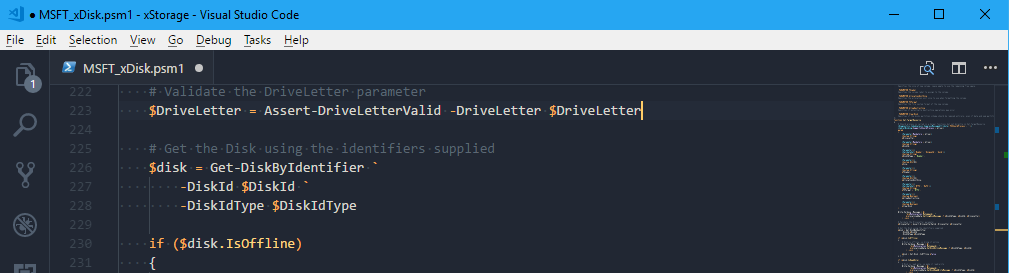 ● MSFT_xDisk.psm1 - xStorage - Visual Studio Code
File Edit Selection View Go Debug Tasks Help
1
MSFT_xDisk.psm1 ●
222 # Validate the DriveLetter parameter
223 $DriveLetter = Assert-DriveLetterValid -DriveLetter $DriveLetter
224
225 # Get the Disk using the identifiers supplied
226 $disk = Get-DiskByIdentifier `
227 -DiskId $DiskId `
228 -DiskIdType $DiskIdType
229
230 if ($disk.IsOffline)
231 {